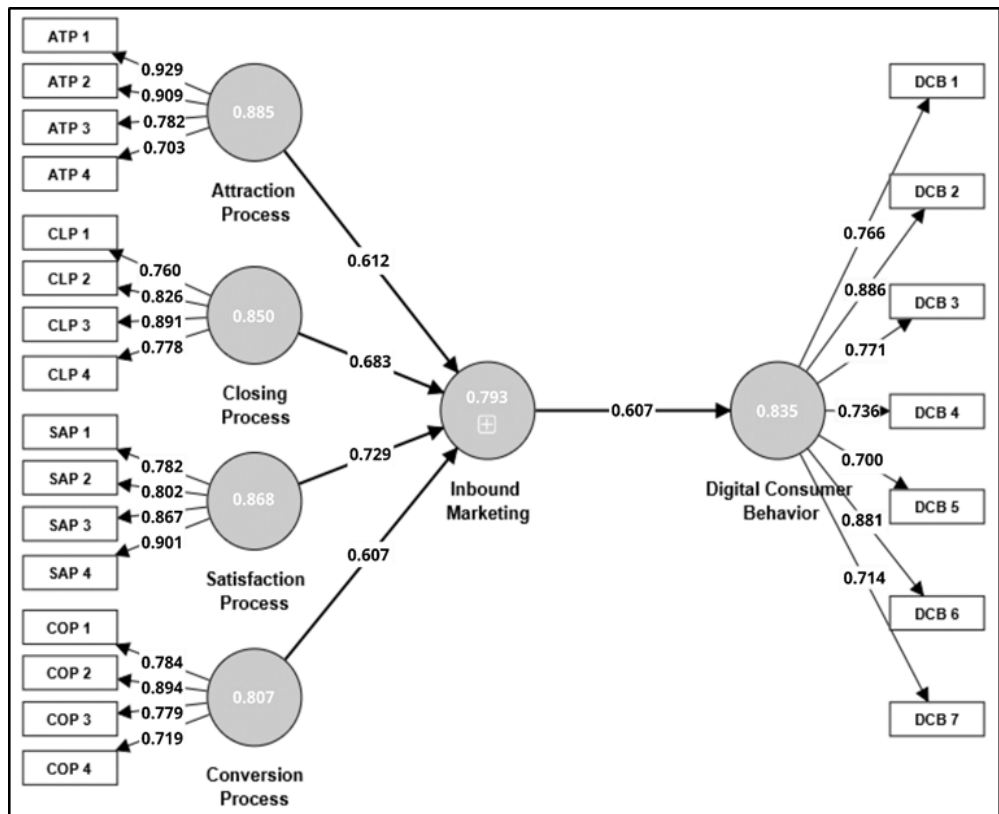 ATP 1
ATP 2
ATP 3
ATP 4
0.929
0.909
0.782
0.703
0.885
Attraction
Process
CLP 1
CLP 2
CLP 3
CLP 4
0.760
0.826
0.891
0.778
0.850
Closing
Process
SAP 1
SAP 2
SAP 3
SAP 4
0.782
0.802
0.867
0.901
0.868
Satisfaction
Process
COP 1
COP 2
COP 3
COP 4
0.784
0.894
0.779
0.719
0.807
Conversion
Process
0.612
0.683
0.729
0.607
0.793
Inbound
Marketing
0.607
0.835
Digital Consumer
Behavior
0.766
0.886
0.771
0.736
0.700
0.881
0.714
DCB 1
DCB 2
DCB 3
DCB 4
DCB 5
DCB 6
DCB 7